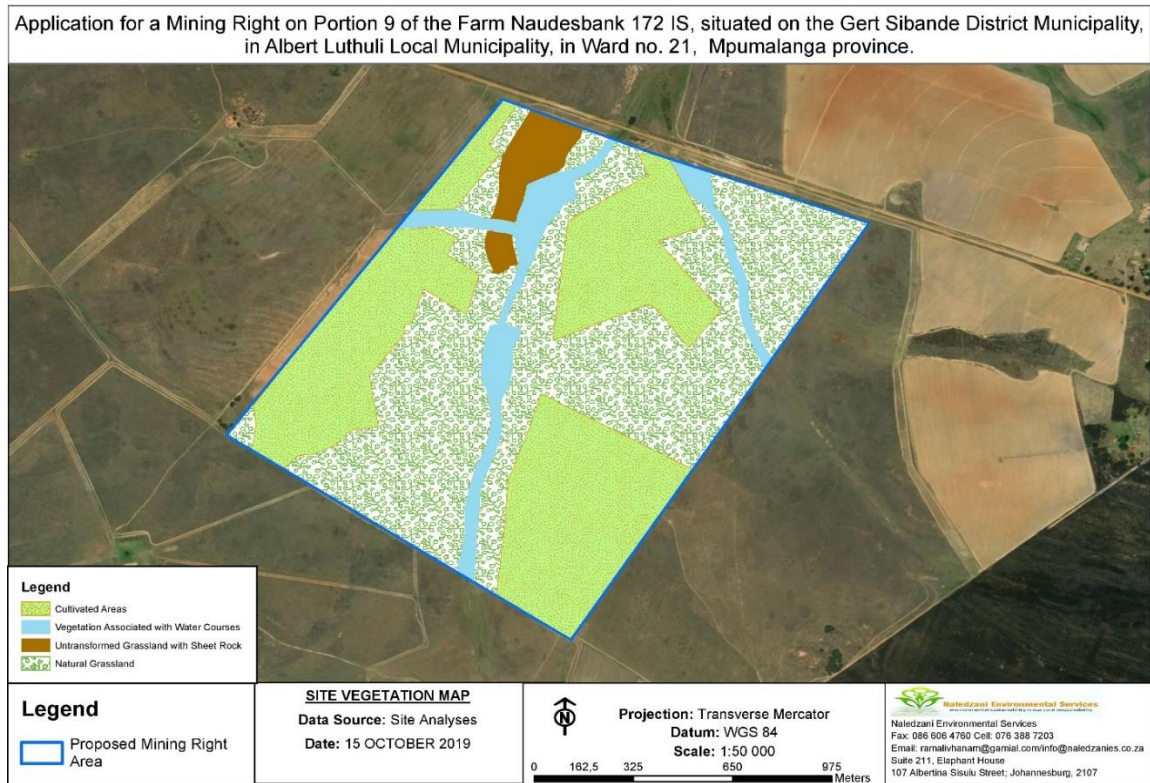 Application for a Mining Right on Portion 9 of the Farm Naudesbank 172 IS, situated on the Gert Sibande District Municipality,
in Albert Luthuli Local Municipality, in Ward no. 21, Mpumalanga province.
Legend
Cultivated Areas
Vegetation Associated with Water Courses
Untransformed Grassland with Sheet Rock
Natural Grassland
Legend
Proposed Mining Right
Area
SITE VEGETATION MAP
Data Source: Site Analyses
Date: 15 OCTOBER 2019
N
Projection: Transverse Mercator
Datum: WGS 84
Scale: 1:50 000
0 162,5 325 650 975
Meters
Naledzani Environmental Services
Naledzani Environmental Services
Fax: 086 606 4760 Cell: 076 388 7203
Email: ramalivhanam@gamial.com/info@naledzanies.co.za
Suite 211, Elaphant House
107 Albertina Sisulu Street; Johannesburg, 2107